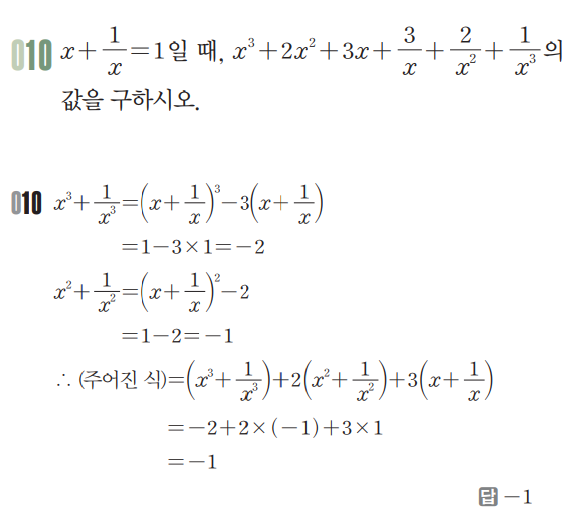 010 x + 1/x = 1일 때, x³ + 2x² + 3x + 3/x + 2/x² + 1/x³의
값을 구하시오.
010 x³ + 1/x³ = (x + 1/x)³ - 3(x + 1/x)
= 1 - 3 × 1 = -2
x² + 1/x² = (x + 1/x)² - 2
= 1 - 2 = -1
∴ (주어진 식) = (x³ + 1/x³) + 2(x² + 1/x²) + 3(x + 1/x)
= -2 + 2 × (-1) + 3 × 1
= -1
답 -1